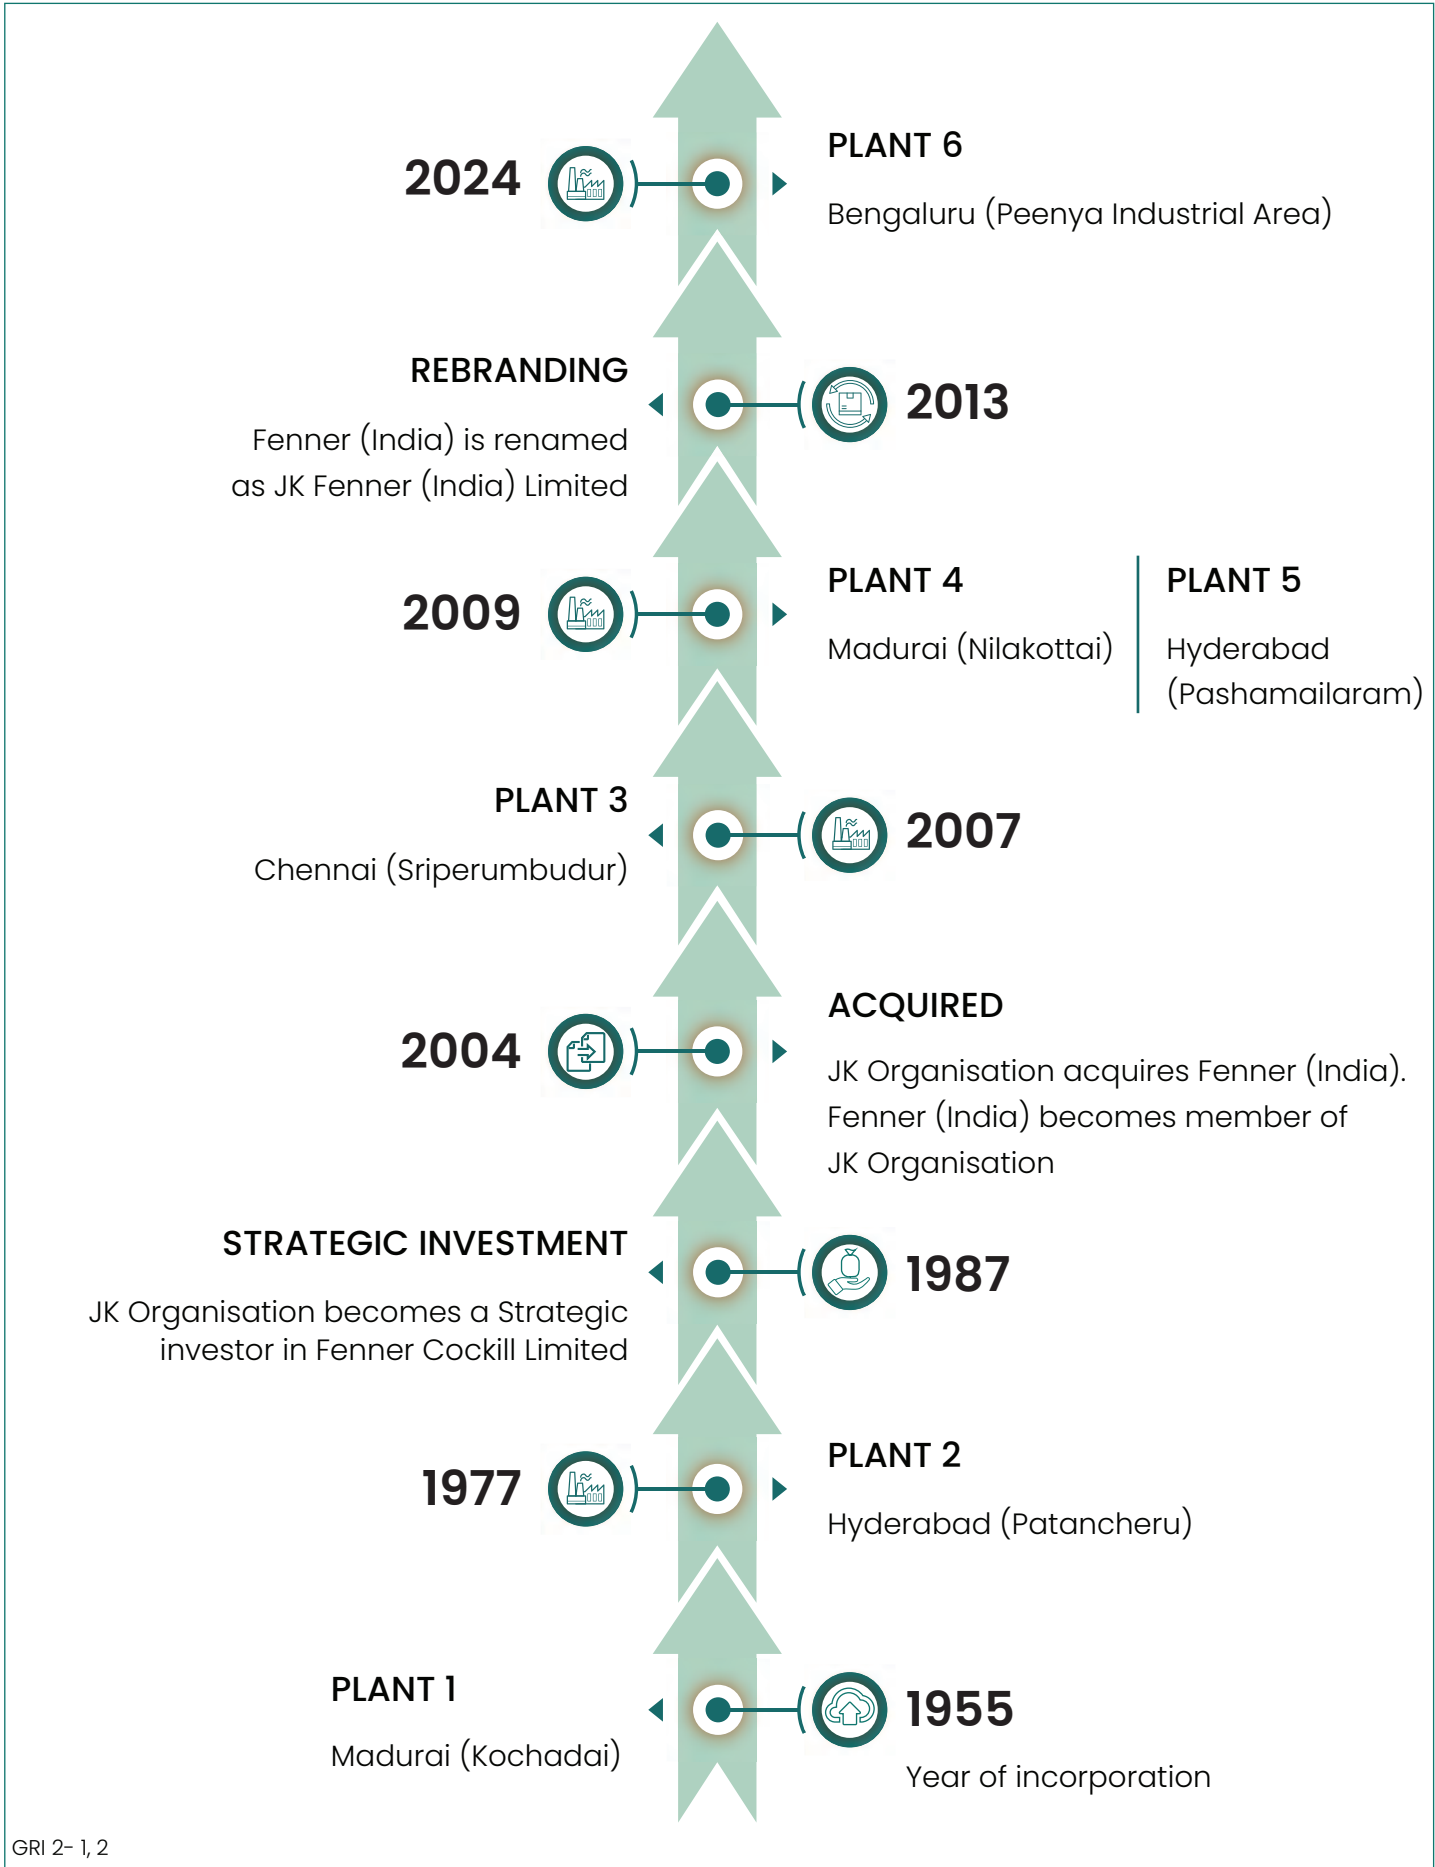 2024
PLANT 6
Bengaluru (Peenya Industrial Area)
REBRANDING
Fenner (India) is renamed
as JK Fenner (India) Limited
2013
2009
PLANT 4
Madurai (Nilakottai)
PLANT 5
Hyderabad
(Pashamailaram)
PLANT 3
Chennai (Sriperumbudur)
2007
2004
ACQUIRED
JK Organisation acquires Fenner (India).
Fenner (India) becomes member of
JK Organisation
STRATEGIC INVESTMENT
JK Organisation becomes a Strategic
investor in Fenner Cockill Limited
1987
1977
PLANT 2
Hyderabad (Patancheru)
PLANT 1
Madurai (Kochadai)
1955
Year of incorporation
GRI 2- 1, 2